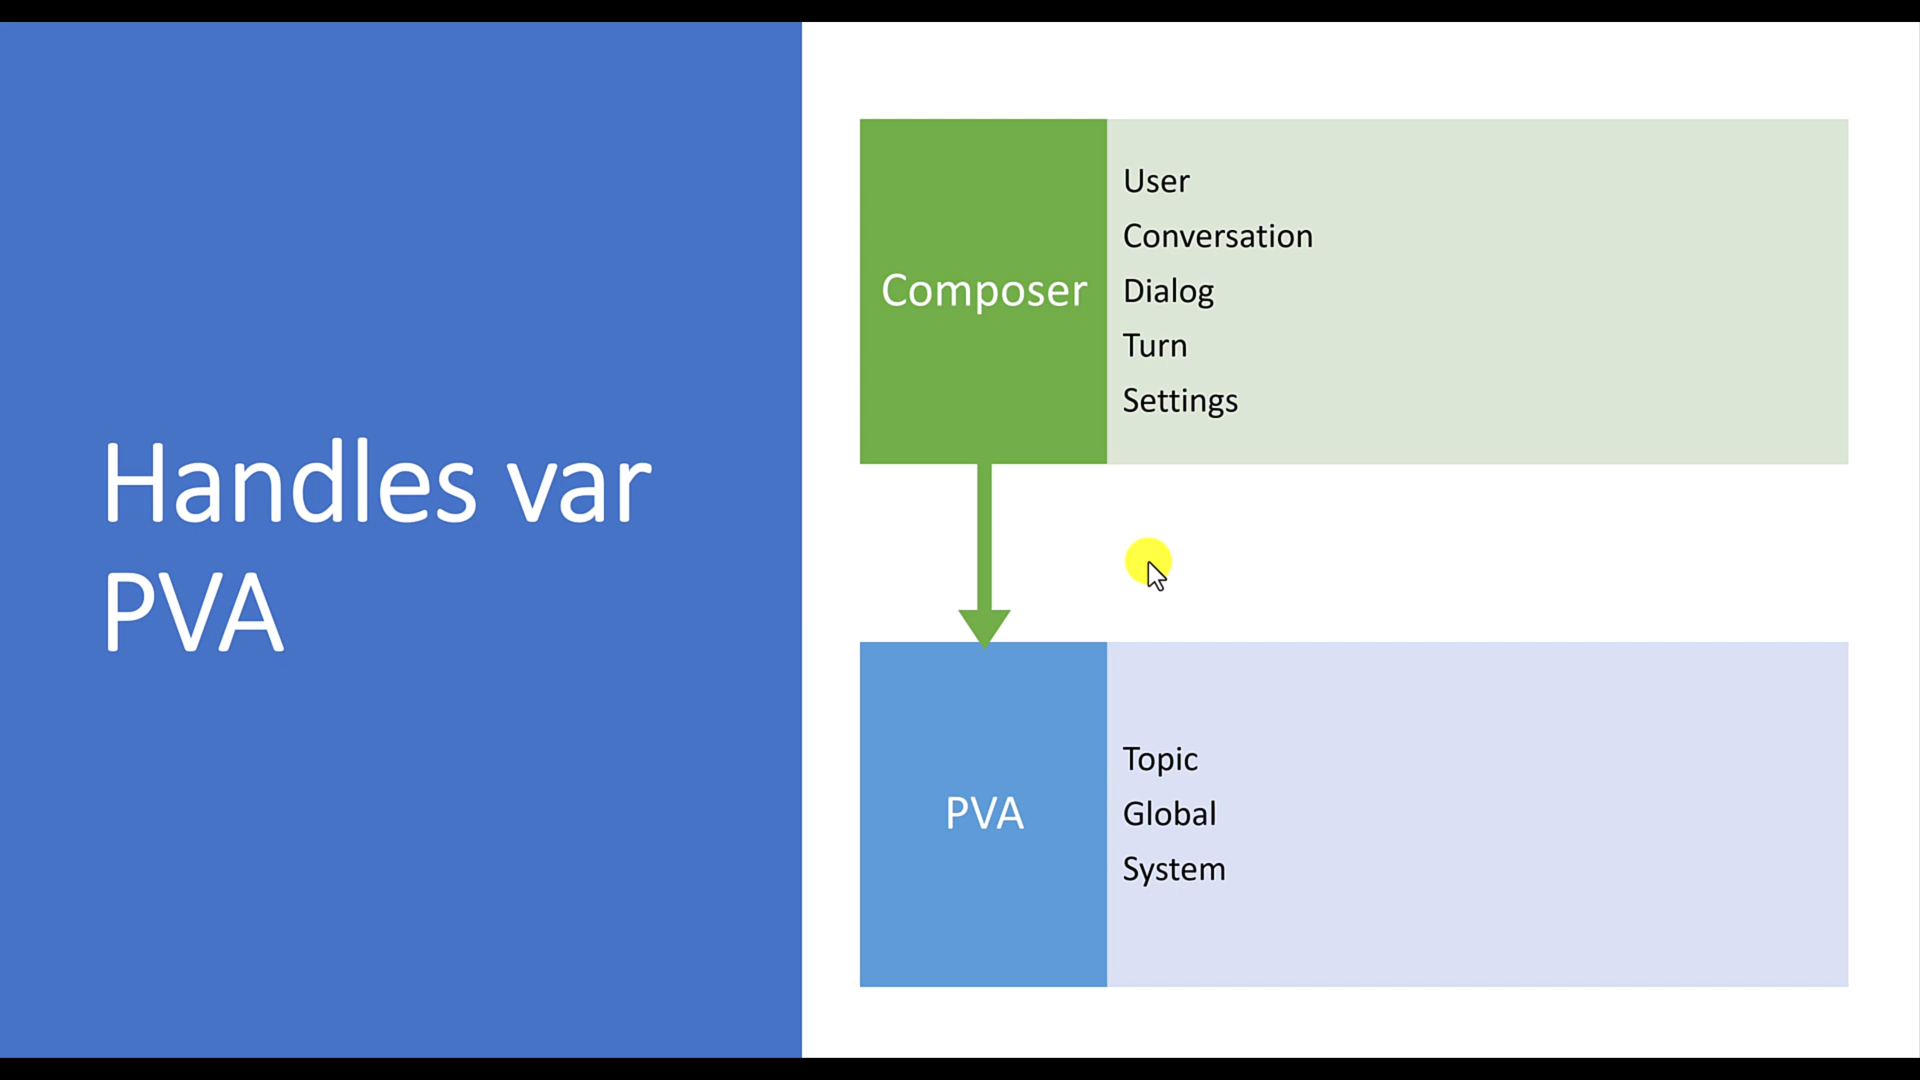 Handles var
PVA
Composer
User
Conversation
Dialog
Turn
Settings
PVA
Topic
Global
System